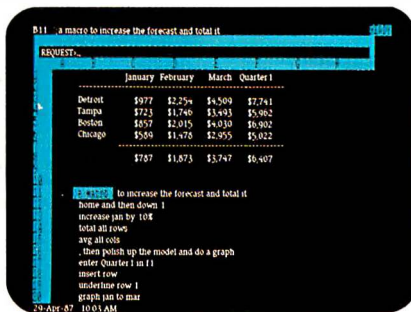 B11 :a macro to increase the forecast and total it
REQUEST>_
January February March Quarter 1
Detroit $977 $2,254 $4,509 $7,741
Tampa $723 $1,746 $3,493 $5,962
Boston $857 $2,015 $4,030 $6,902
Chicago $589 $1,478 $2,955 $5,022
$787 $1,873 $3,747 $6,407
a macro to increase the forecast and total it
home and then down 1
increase jan by 10%
total all rows
avg all cols
, then polish up the model and do a graph
enter Quarter 1 in f1
insert row
underline row 1
graph jan to mar
29-Apr-87 10:03 AM